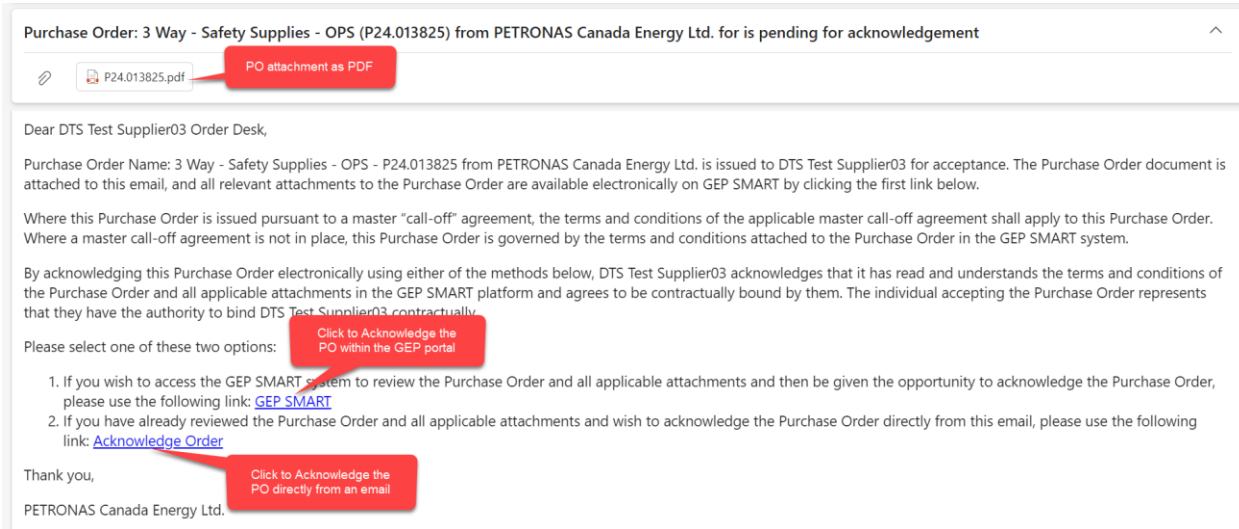 Purchase Order: 3 Way - Safety Supplies - OPS (P24.013825) from PETRONAS Canada Energy Ltd. for is pending for acknowledgement
P24.013825.pdf
PO attachment as PDF
Dear DTS Test Supplier03 Order Desk,
Purchase Order Name: 3 Way - Safety Supplies - OPS - P24.013825 from PETRONAS Canada Energy Ltd. is issued to DTS Test Supplier03 for acceptance. The Purchase Order document is
attached to this email, and all relevant attachments to the Purchase Order are available electronically on GEP SMART by clicking the first link below.
Where this Purchase Order is issued pursuant to a master “call-off” agreement, the terms and conditions of the applicable master call-off agreement shall apply to this Purchase Order.
Where a master call-off agreement is not in place, this Purchase Order is governed by the terms and conditions attached to the Purchase Order in the GEP SMART system.
By acknowledging this Purchase Order electronically using either of the methods below, DTS Test Supplier03 acknowledges that it has read and understands the terms and conditions of
the Purchase Order and all applicable attachments in the GEP SMART platform and agrees to be contractually bound by them. The individual accepting the Purchase Order represents
that they have the authority to bind DTS Test Supplier03 contractually
Click to Acknowledge the
PO within the GEP portal
Please select one of these two options:
1. If you wish to access the GEP SMART system to review the Purchase Order and all applicable attachments and then be given the opportunity to acknowledge the Purchase Order,
please use the following link: GEP SMART
2. If you have already reviewed the Purchase Order and all applicable attachments and wish to acknowledge the Purchase Order directly from this email, please use the following
link: Acknowledge Order
Click to Acknowledge the
PO directly from an email
Thank you,
PETRONAS Canada Energy Ltd.